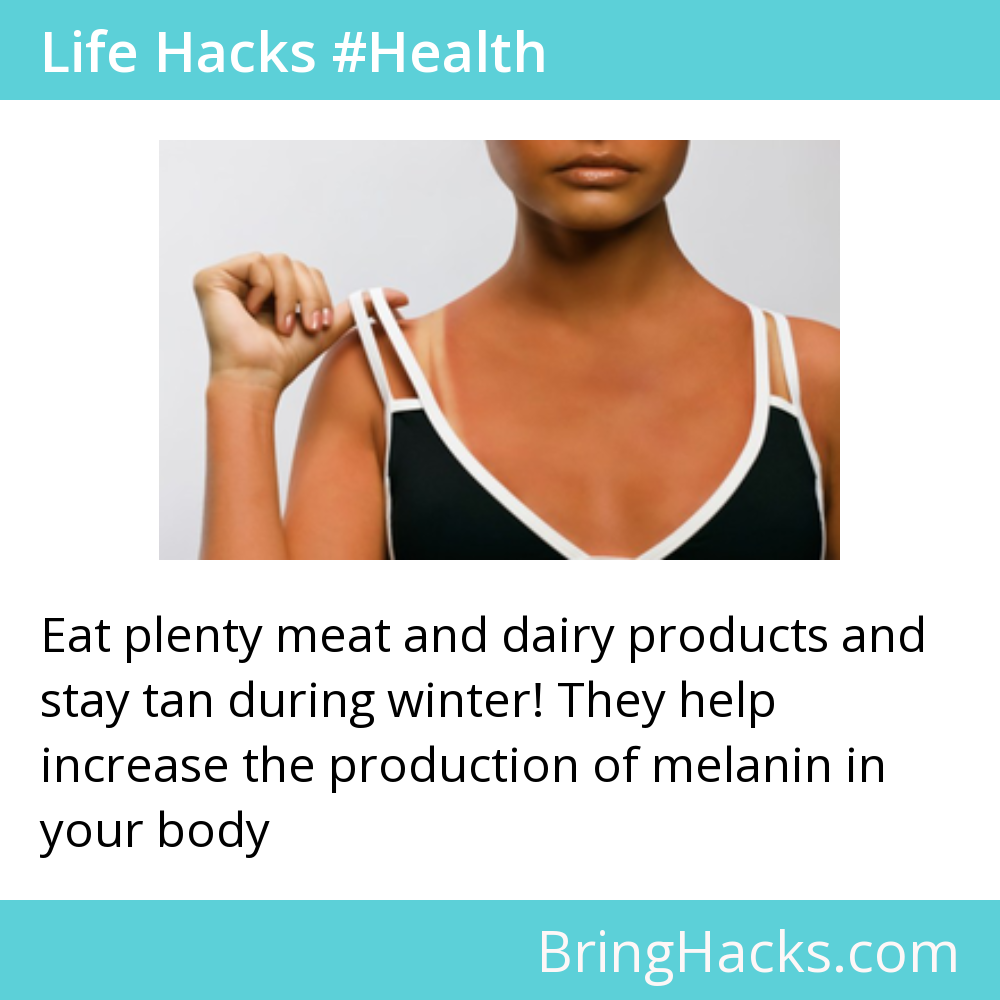 Life Hacks #Health
Eat plenty meat and dairy products and
stay tan during winter! They help
increase the production of melanin in
your body
BringHacks.com